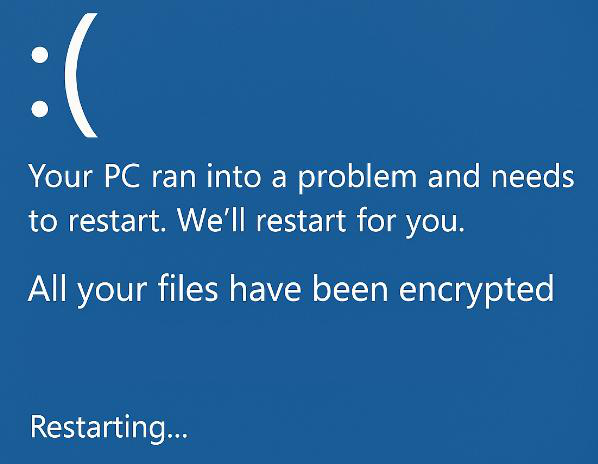 :(
Your PC ran into a problem and needs
to restart. We'll restart for you.
All your files have been encrypted
Restarting...